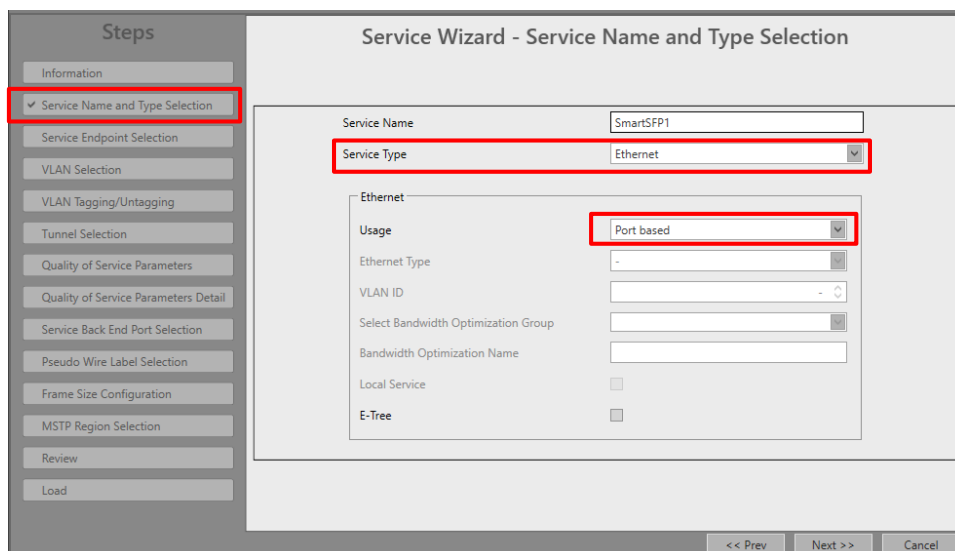 Steps
Information
✔ Service Name and Type Selection
Service Endpoint Selection
VLAN Selection
VLAN Tagging/Untagging
Tunnel Selection
Quality of Service Parameters
Quality of Service Parameters Detail
Service Back End Port Selection
Pseudo Wire Label Selection
Frame Size Configuration
MSTP Region Selection
Review
Load
Service Wizard - Service Name and Type Selection
Service Name SmartSFP1
Service Type Ethernet
Ethernet
Usage Port based
Ethernet Type -
VLAN ID -
Select Bandwidth Optimization Group
Bandwidth Optimization Name
Local Service
E-Tree
<< Prev Next >> Cancel